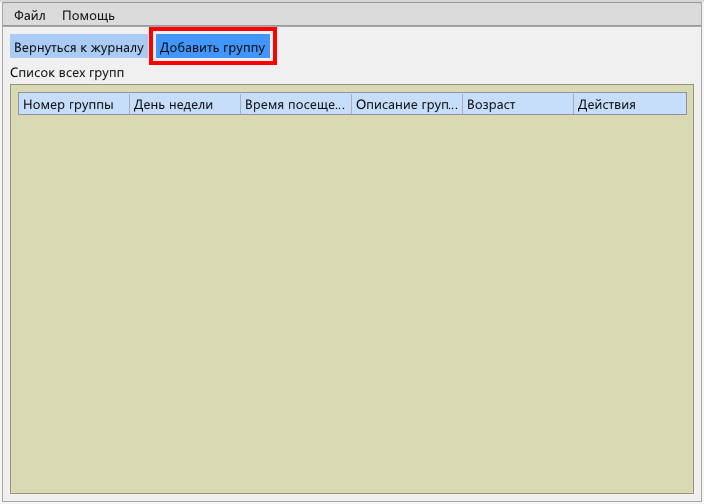 Файл Помощь
Вернуться к журналу Добавить группу
Список всех групп
Номер группы День недели Время посеще... Описание груп... Возраст Действия